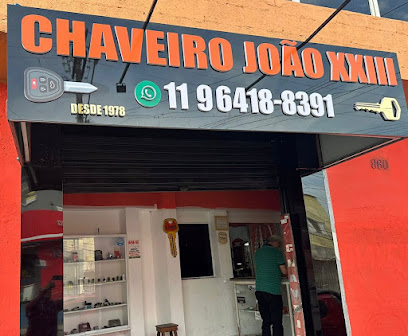 CHAVEIRO JOÃO XXIII
DESDE 1978
11 96418-8391
860